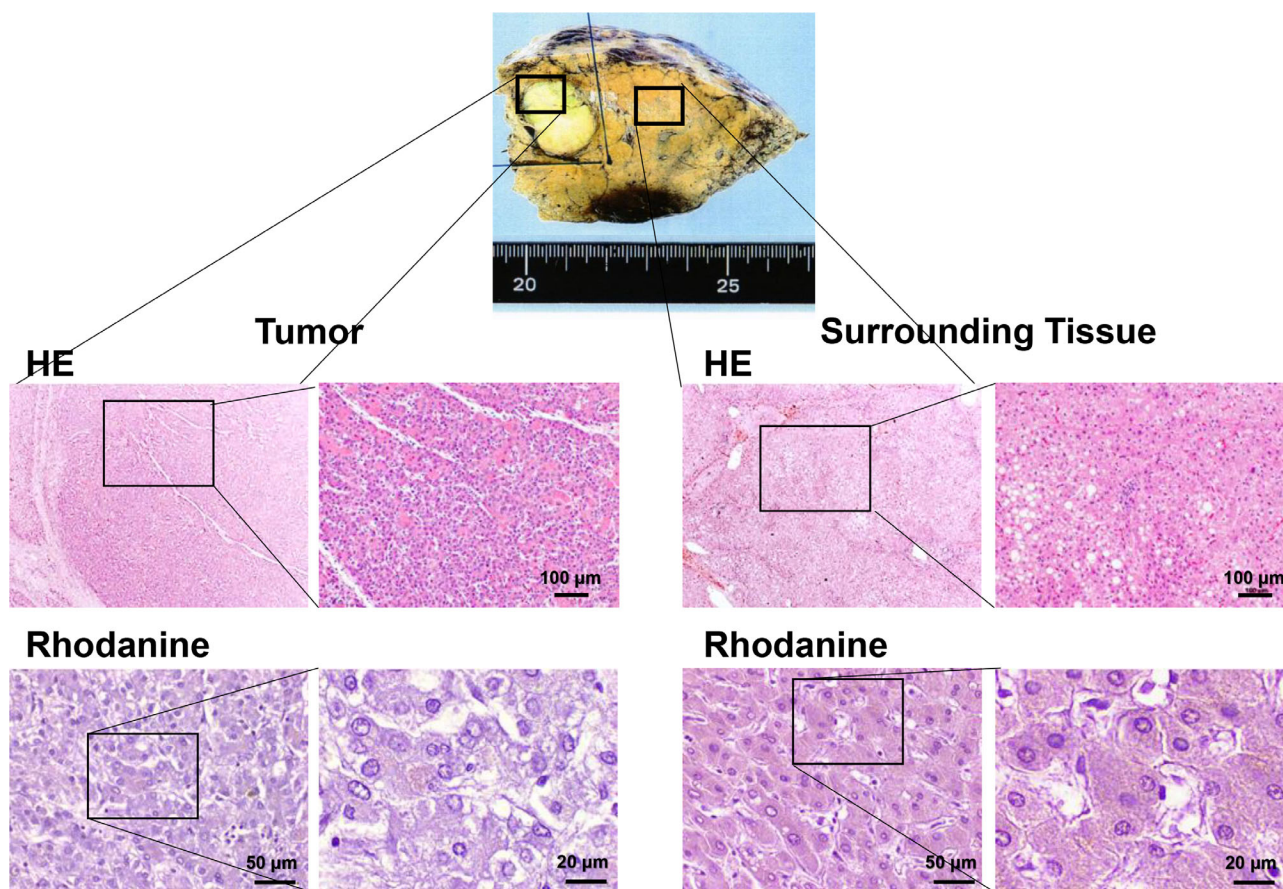 20 25
Tumor
Surrounding Tissue
HE
HE
100 µm
100 µm
Rhodanine
Rhodanine
50 µm
20 µm
50 µm
20 µm